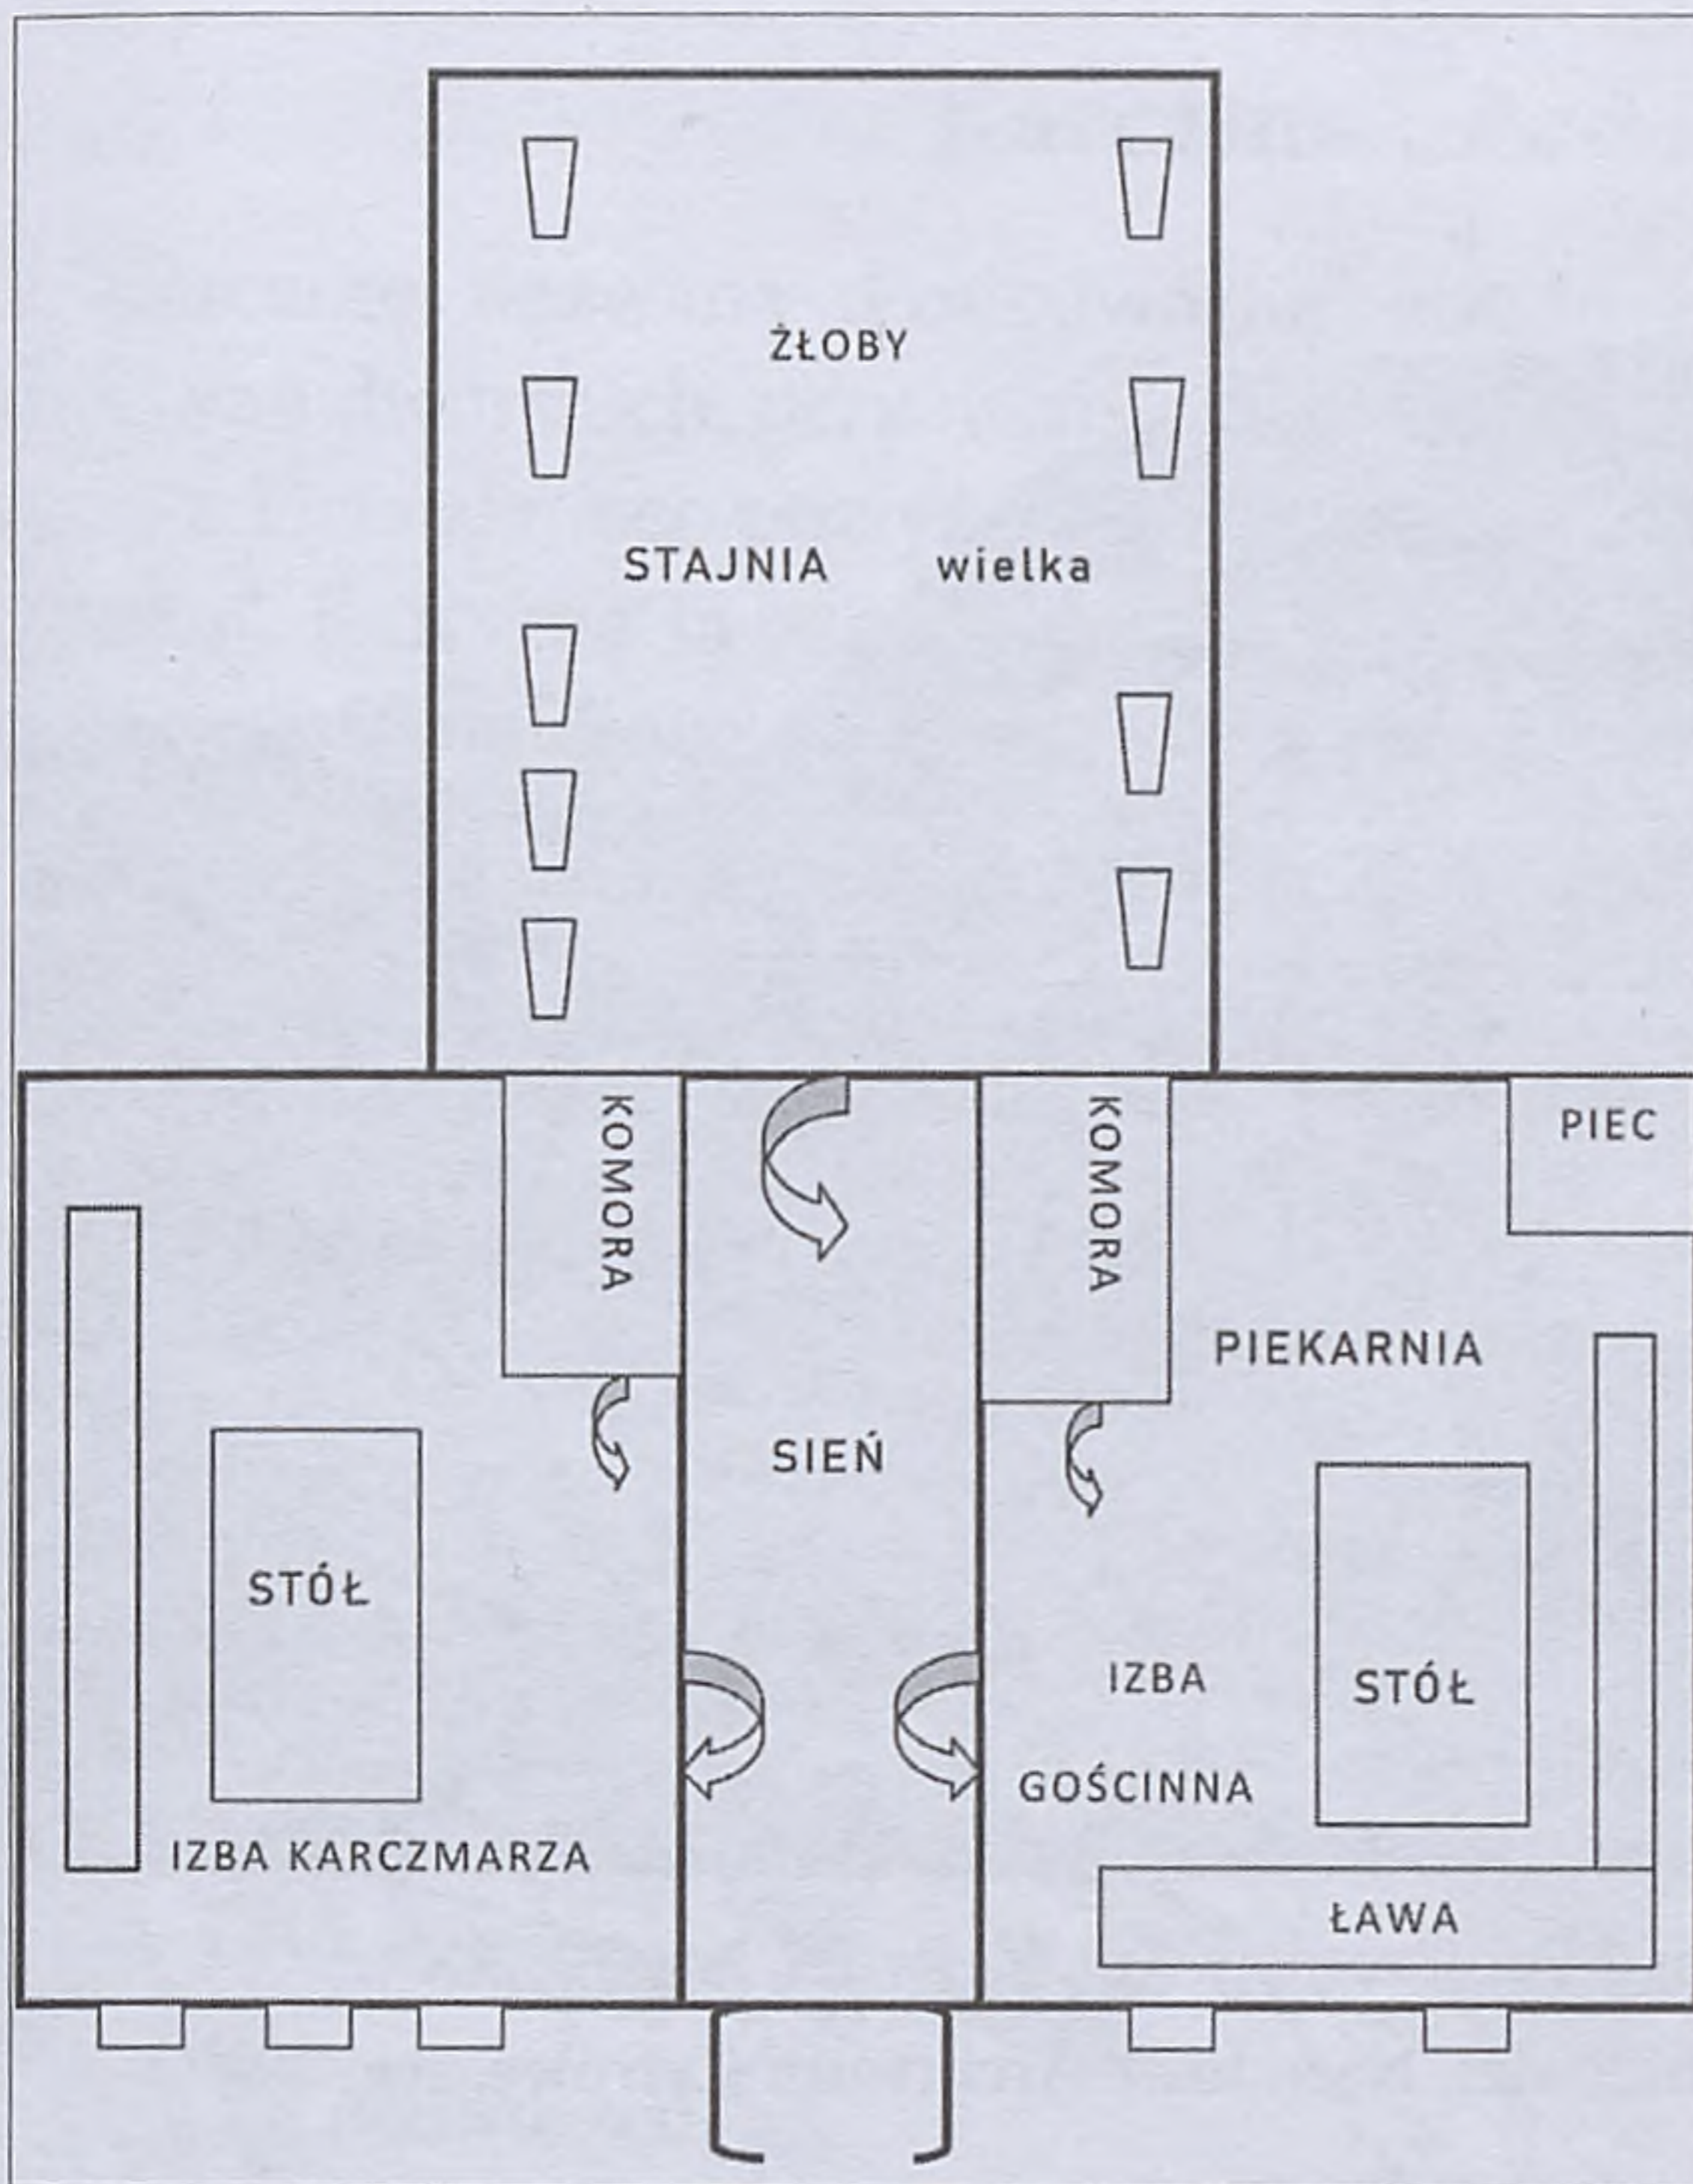 ŻŁOBY
STAJNIA wielka
KOMORA
KOMORA
PIEC
PIEKARNIA
SIEŃ
STÓŁ
IZBA
GOŚCINNA
STÓŁ
IZBA KARCZMARZA
ŁAWA